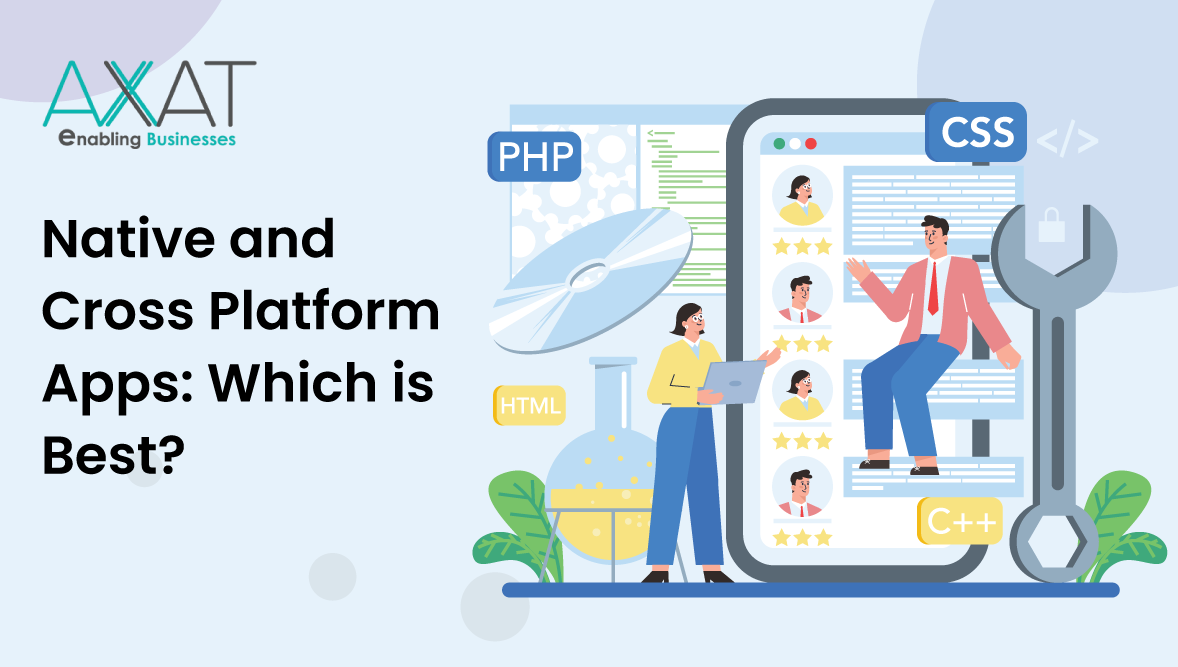 AXAT
enabling Businesses
Native and
Cross Platform
Apps: Which is
Best?
PHP
CSS
</>
HTML
C++